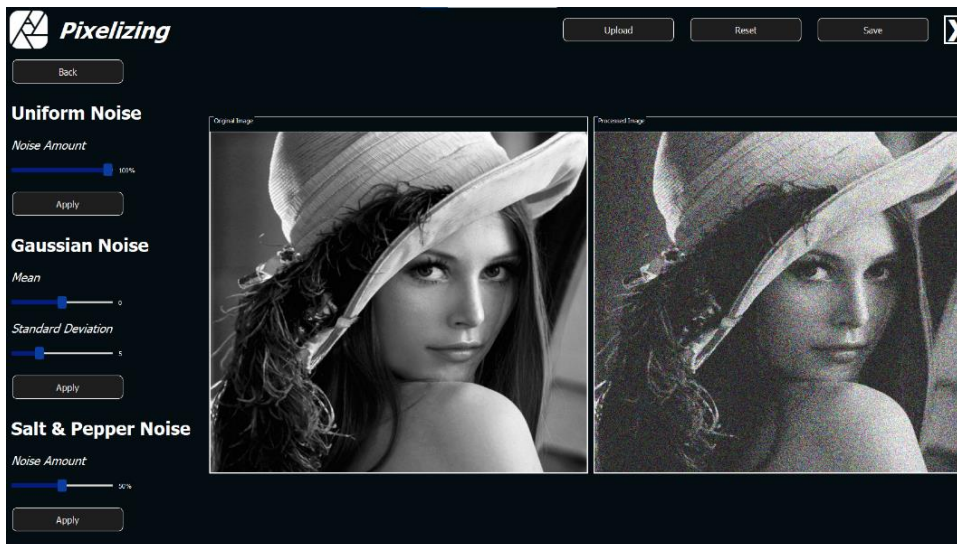 Pixelizing
Upload
Reset
Save
X
Back
Uniform Noise
Noise Amount
100%
Apply
Original Image
Processed Image
Gaussian Noise
Mean
0
Standard Deviation
5
Apply
Salt & Pepper Noise
Noise Amount
50%
Apply